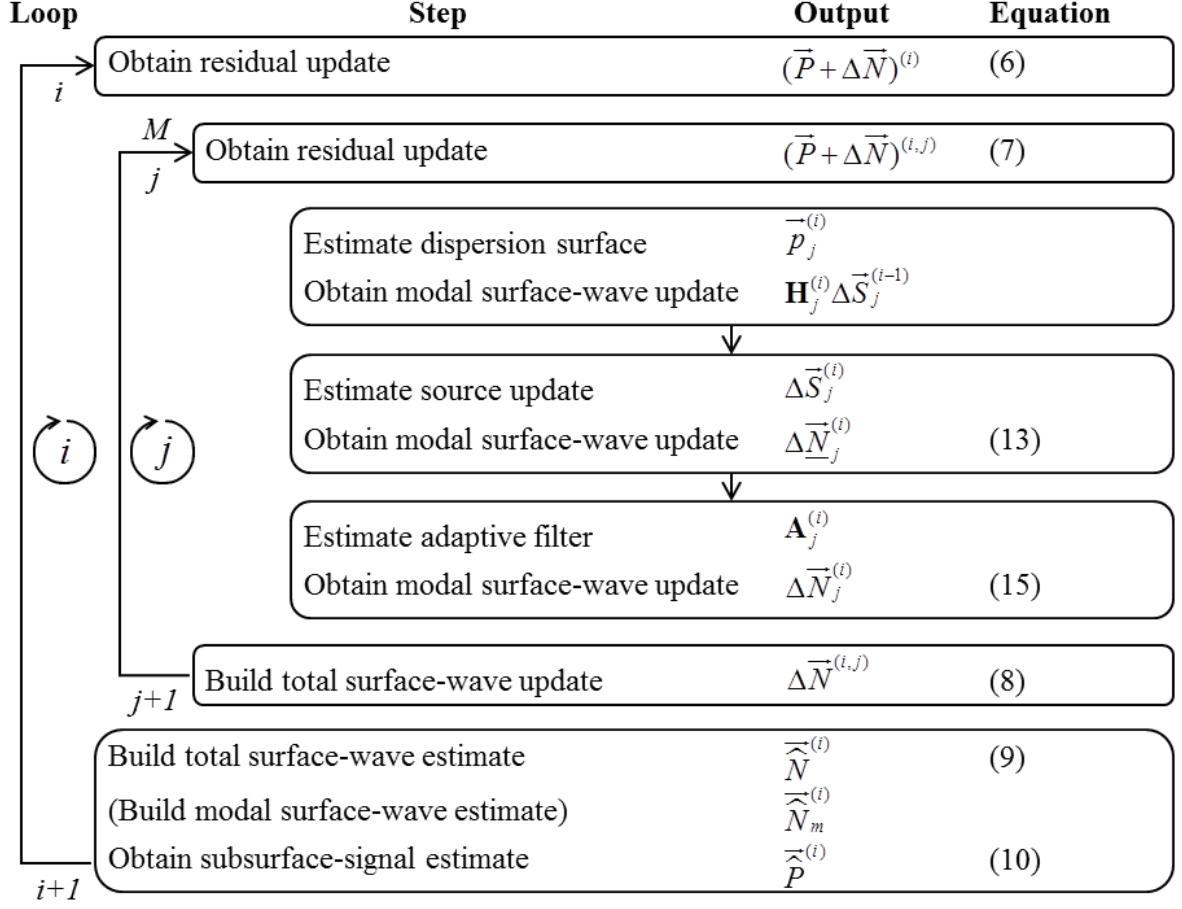 Loop Step Output Equation
Obtain residual update (P⃗ + ΔN⃗)^(i) (6)
i
M
Obtain residual update (P⃗ + ΔN⃗)^(i,j) (7)
j
Estimate dispersion surface p⃗_j^(i)
Obtain modal surface-wave update H_j^(i) ΔS⃗_j^(i−1)
Estimate source update ΔS⃗_j^(i)
Obtain modal surface-wave update ΔN̲⃗_j^(i) (13)
i j
Estimate adaptive filter A_j^(i)
Obtain modal surface-wave update ΔN⃗_j^(i) (15)
Build total surface-wave update ΔN⃗^(i,j) (8)
j+1
Build total surface-wave estimate N̂⃗^(i) (9)
(Build modal surface-wave estimate) N̂⃗_m^(i)
Obtain subsurface-signal estimate P̂⃗^(i) (10)
i+1